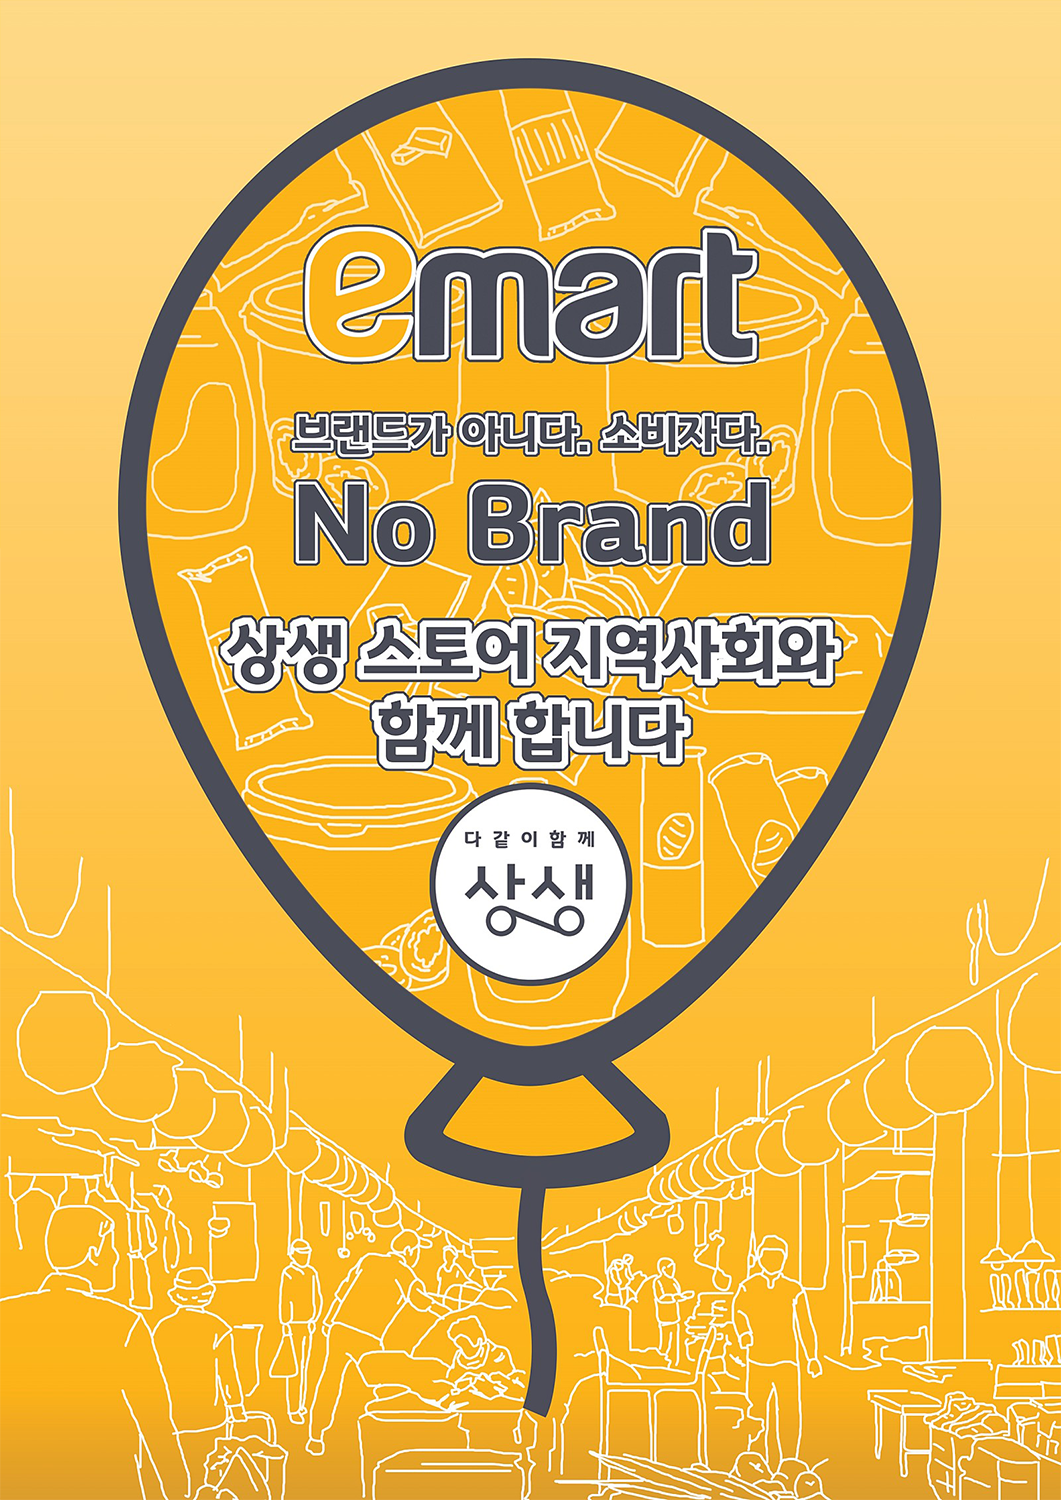 emart
브랜드가 아니다. 소비자다.
No Brand
상생 스토어 지역사회와
함께 합니다
다같이함께
상생